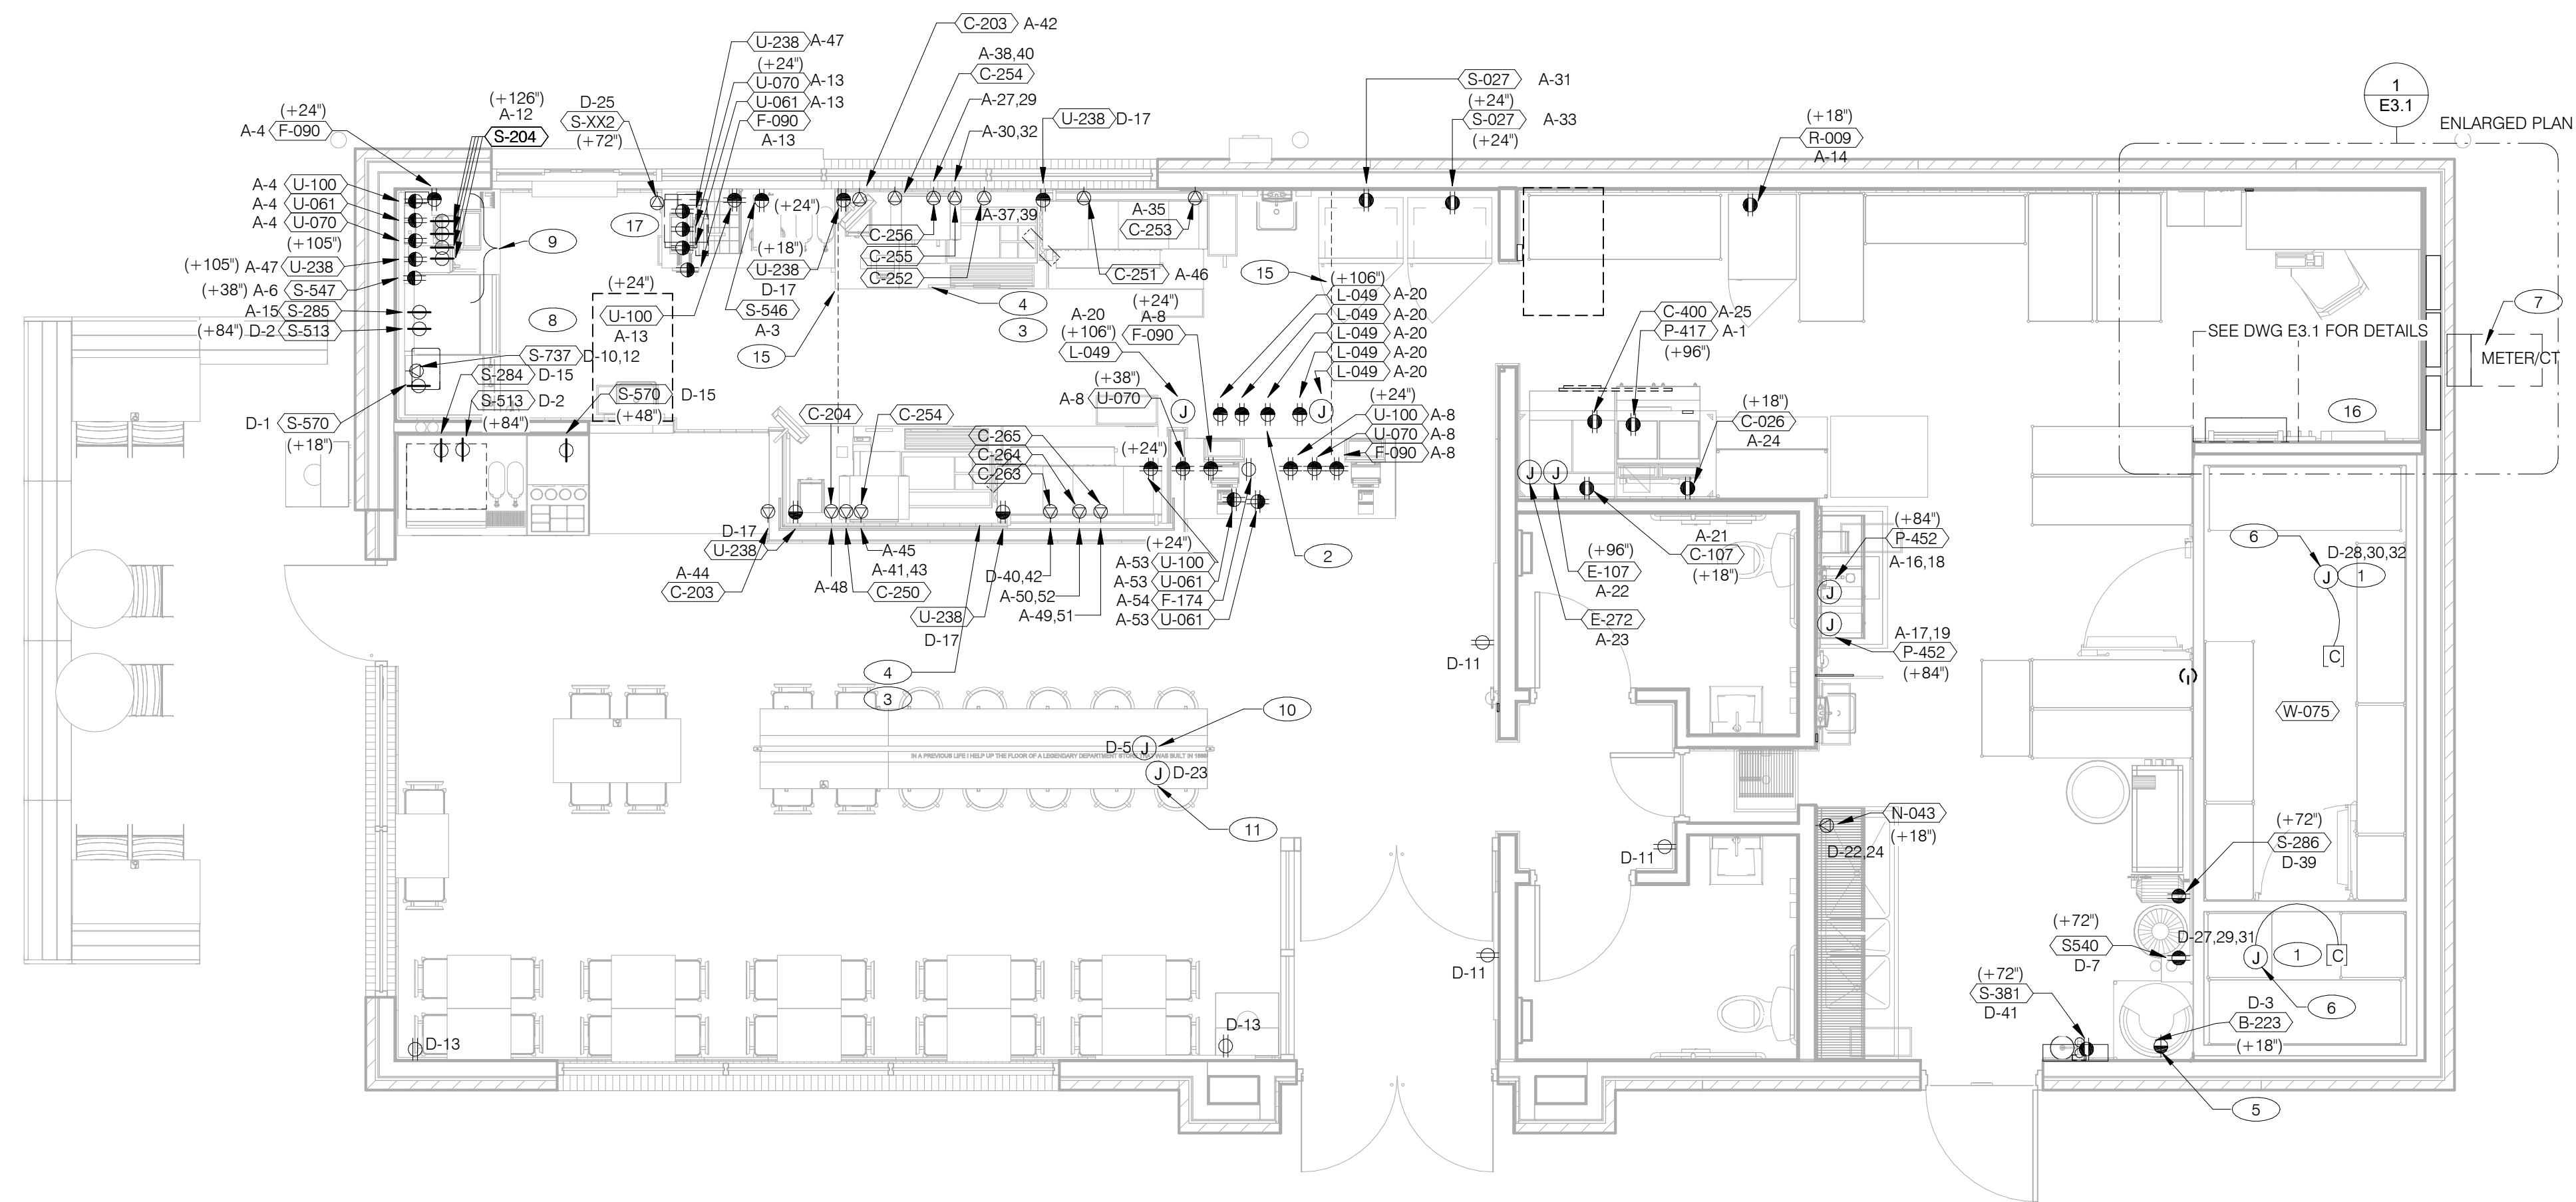 C-203 A-42
U-238 A-47
(+24")
U-070 A-13
U-061 A-13
F-090
A-13
A-38,40
C-254
A-27,29
A-30,32
U-238 D-17
S-027 A-31
(+24")
S-027 A-33
(+24")
1
E3.1
ENLARGED PLAN
(+18")
R-009
A-14
(+24")
A-4 F-090
(+126")
A-12
S-204
D-25
S-XX2
(+72")
A-4 U-100
A-4 U-061
A-4 U-070
(+105")
(+105") A-47 U-238
(+38") A-6 S-547
A-15 S-285
(+84") D-2 S-513
9
8
17
(+24")
U-100
A-13
(+24")
(+18")
U-238
D-17
S-546
A-3
15
A-37,39
C-256
C-255
C-252
4
3
A-35
C-253
C-251 A-46
15
(+106")
L-049 A-20
L-049 A-20
L-049 A-20
L-049 A-20
L-049 A-20
A-20
(+106")
L-049
(+24")
A-8
F-090
(+38")
A-8 U-070
J
J
(+24")
U-100 A-8
U-070 A-8
F-090 A-8
C-400 A-25
P-417 A-1
(+96")
(+18")
C-026
A-24
SEE DWG E3.1 FOR DETAILS
7
METER/CT
16
S-737 D-10,12
S-284 D-15
S-513 D-2
(+84")
S-570 D-15
(+48")
D-1 S-570
(+18")
C-204
C-254
C-265
C-264
C-263
(+24")
D-17
U-238
A-44
C-203
A-48
A-45
A-41,43
C-250
U-238
D-17
D-40,42
A-50,52
A-49,51
(+24")
A-53 U-100
A-53 U-061
A-54 F-174
A-53 U-061
2
J
J
A-21
C-107
(+18")
(+96")
E-107
A-22
E-272
A-23
(+84")
P-452
A-16,18
J
J
A-17,19
P-452
(+84")
6
D-28,30,32
J
1
C
W-075
D-11
4
3
10
D-5 J
IN A PREVIOUS LIFE I HELP UP THE FLOOR OF A LEGENDARY DEPARTMENT STORE
J D-23
11
D-11
N-043
(+18")
D-22,24
(+72")
S-286
D-39
D-11
(+72")
S540
D-7
D-27,29,31
J
1
C
6
(+72")
S-381
D-41
D-3
B-223
(+18")
5
D-13
D-13